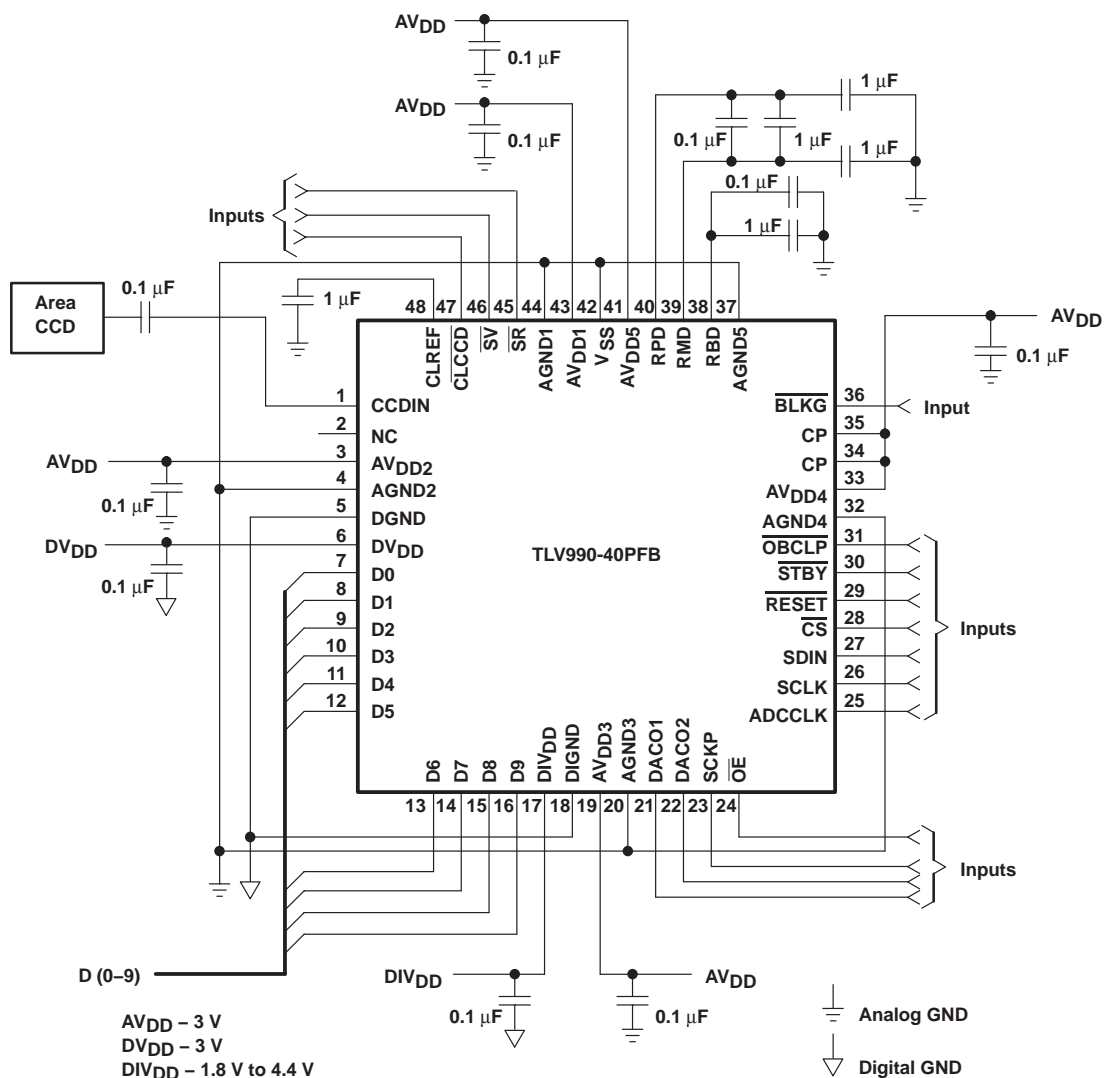 AVDD
0.1 μF
AVDD
0.1 μF
1 μF
0.1 μF
1 μF
1 μF
0.1 μF
1 μF
Inputs
Area
CCD
0.1 μF
1 μF
48 47 46 45 44 43 42 41 40 39 38 37
CLREF
CLCCD
SV
SR
AGND1
AVDD1
VSS
AVDD5
RPD
RMD
RBD
AGND5
AVDD
0.1 μF
1 CCDIN
2 NC
AVDD
3 AVDD2
0.1 μF
4 AGND2
5 DGND
DVDD
6 DVDD
0.1 μF
7 D0
8 D1
9 D2
10 D3
11 D4
12 D5
TLV990-40PFB
BLKG 36 Input
CP 35
CP 34
AVDD4 33
AGND4 32
OBCLP 31
STBY 30
RESET 29
CS 28
SDIN 27
SCLK 26
ADCCLK 25
Inputs
D6
D7
D8
D9
DIVDD
DIGND
AVDD3
AGND3
DACO1
DACO2
SCKP
OE
13 14 15 16 17 18 19 20 21 22 23 24
Inputs
D (0–9)
DIVDD
0.1 μF
AVDD
0.1 μF
AVDD – 3 V
DVDD – 3 V
DIVDD – 1.8 V to 4.4 V
Analog GND
Digital GND